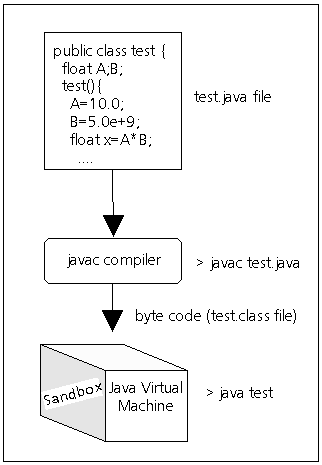 public class test {
float A;B;
test(){
A=10.0;
B=5.0e+9;
float x=A*B;
....
test.java file
javac compiler
> javac test.java
byte code (test.class file)
Sandbox
Java Virtual
Machine
> java test